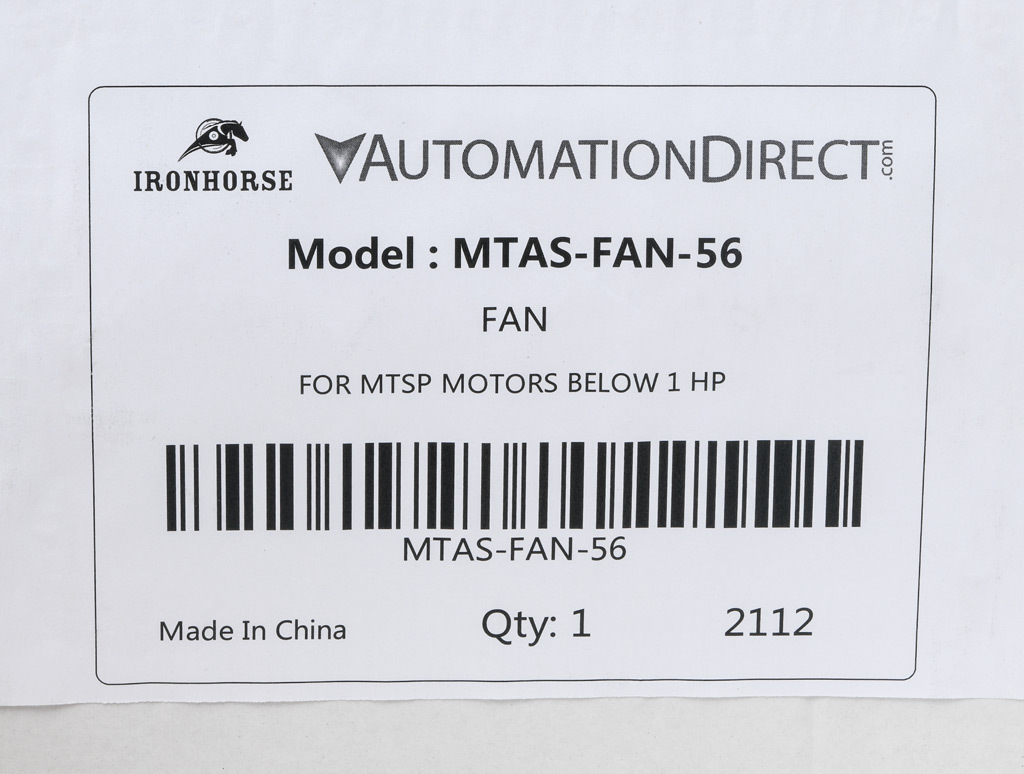 IRONHORSE
AUTOMATIONDIRECT.com
Model : MTAS-FAN-56
FAN
FOR MTSP MOTORS BELOW 1 HP
MTAS-FAN-56
Made In China Qty: 1 2112